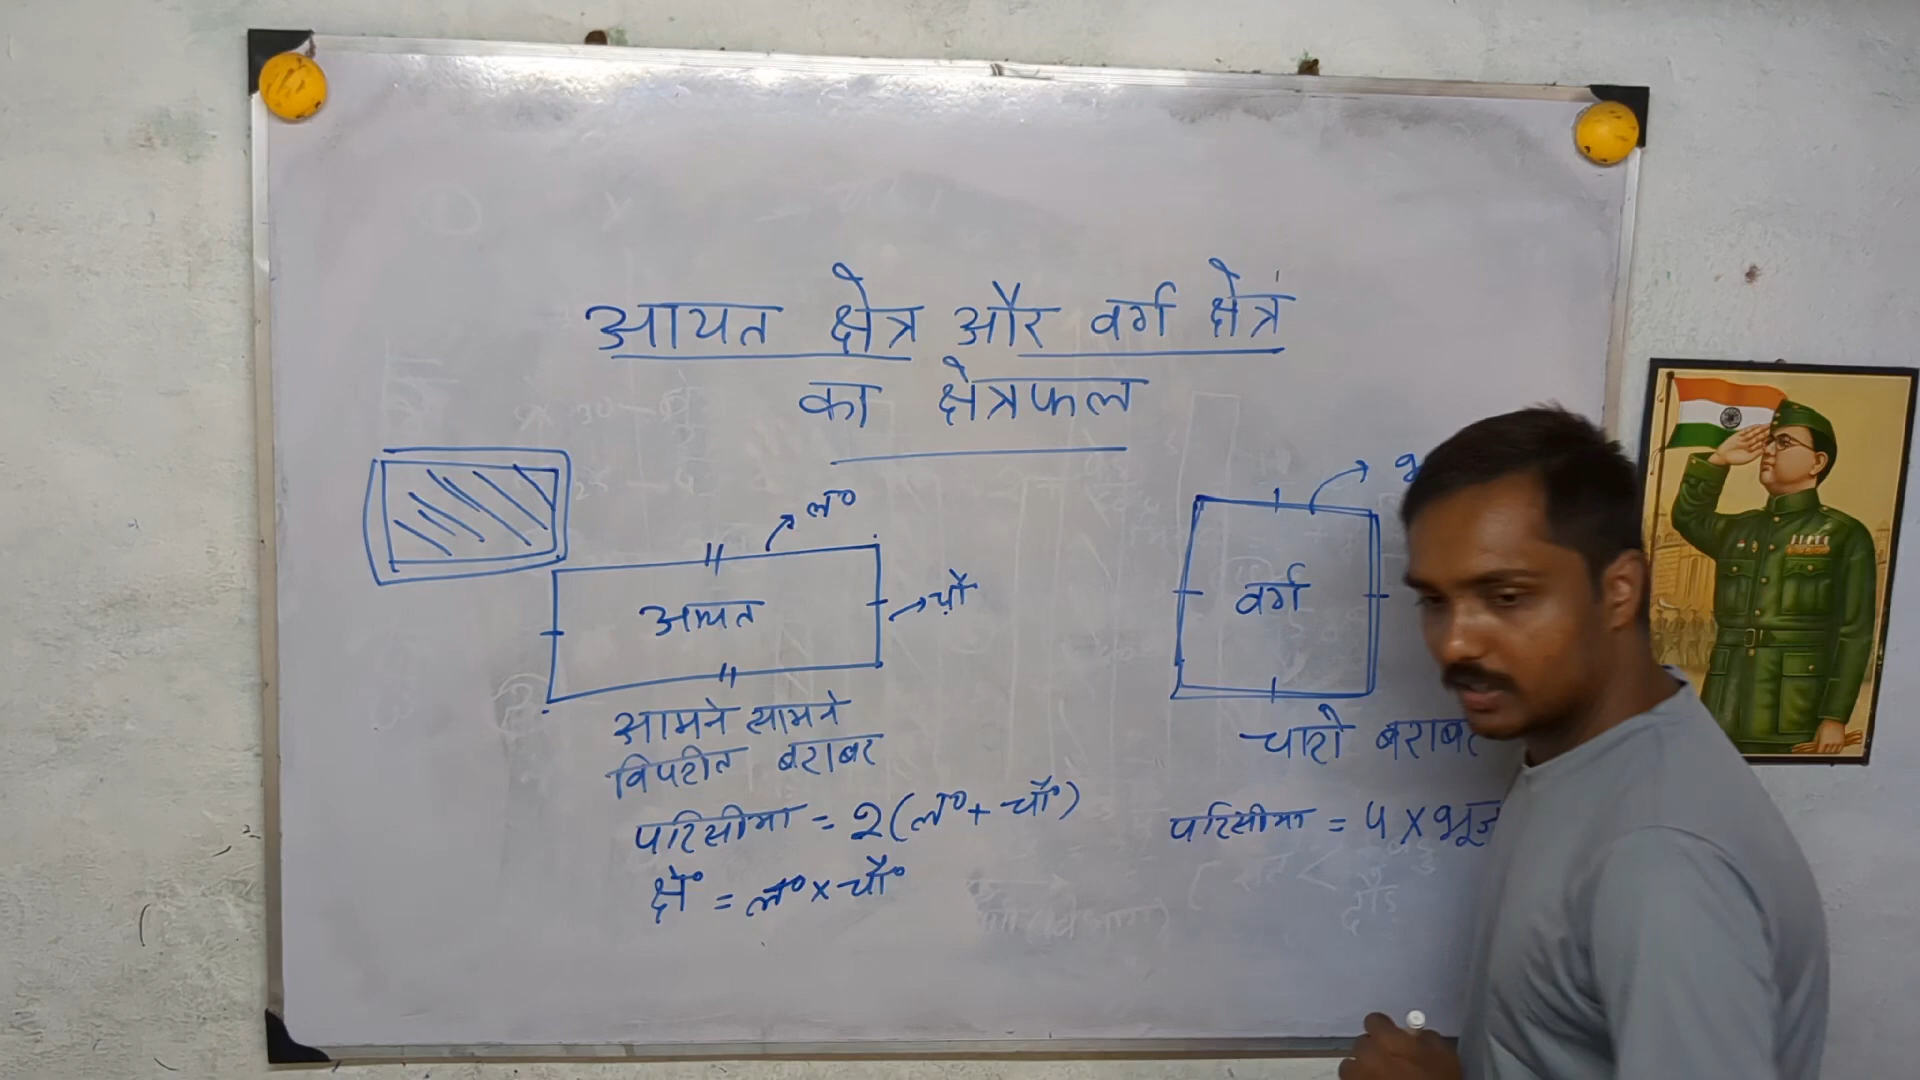 आयत क्षेत्र और वर्ग क्षेत्र
का क्षेत्रफल
ल०
चौ०
आयत
वर्ग
आमने सामने
विपरीत बराबर
चारो बराबर
परिसीमा = 2(ल० + चौ०)
परिसीमा = 4 × भूज
क्षे० = ल० × चौ०